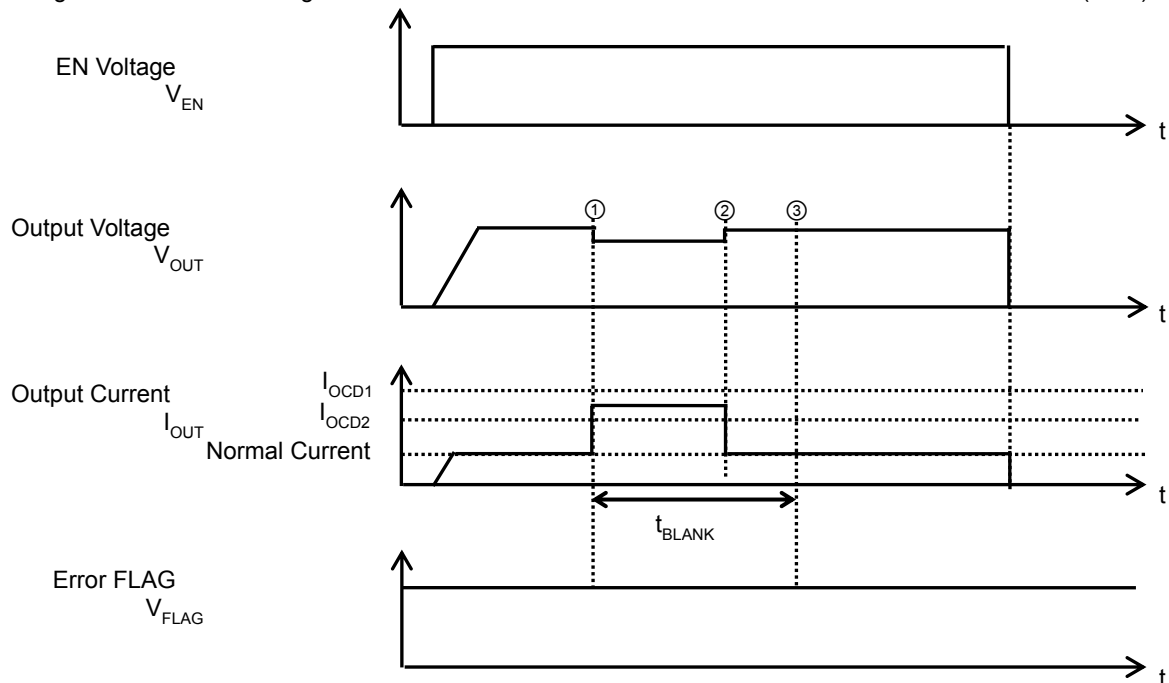 EN Voltage
V_EN
t
Output Voltage
V_OUT
① ② ③
t
Output Current
I_OUT
I_OCD1
I_OCD2
Normal Current
t
t_BLANK
Error FLAG
V_FLAG
t